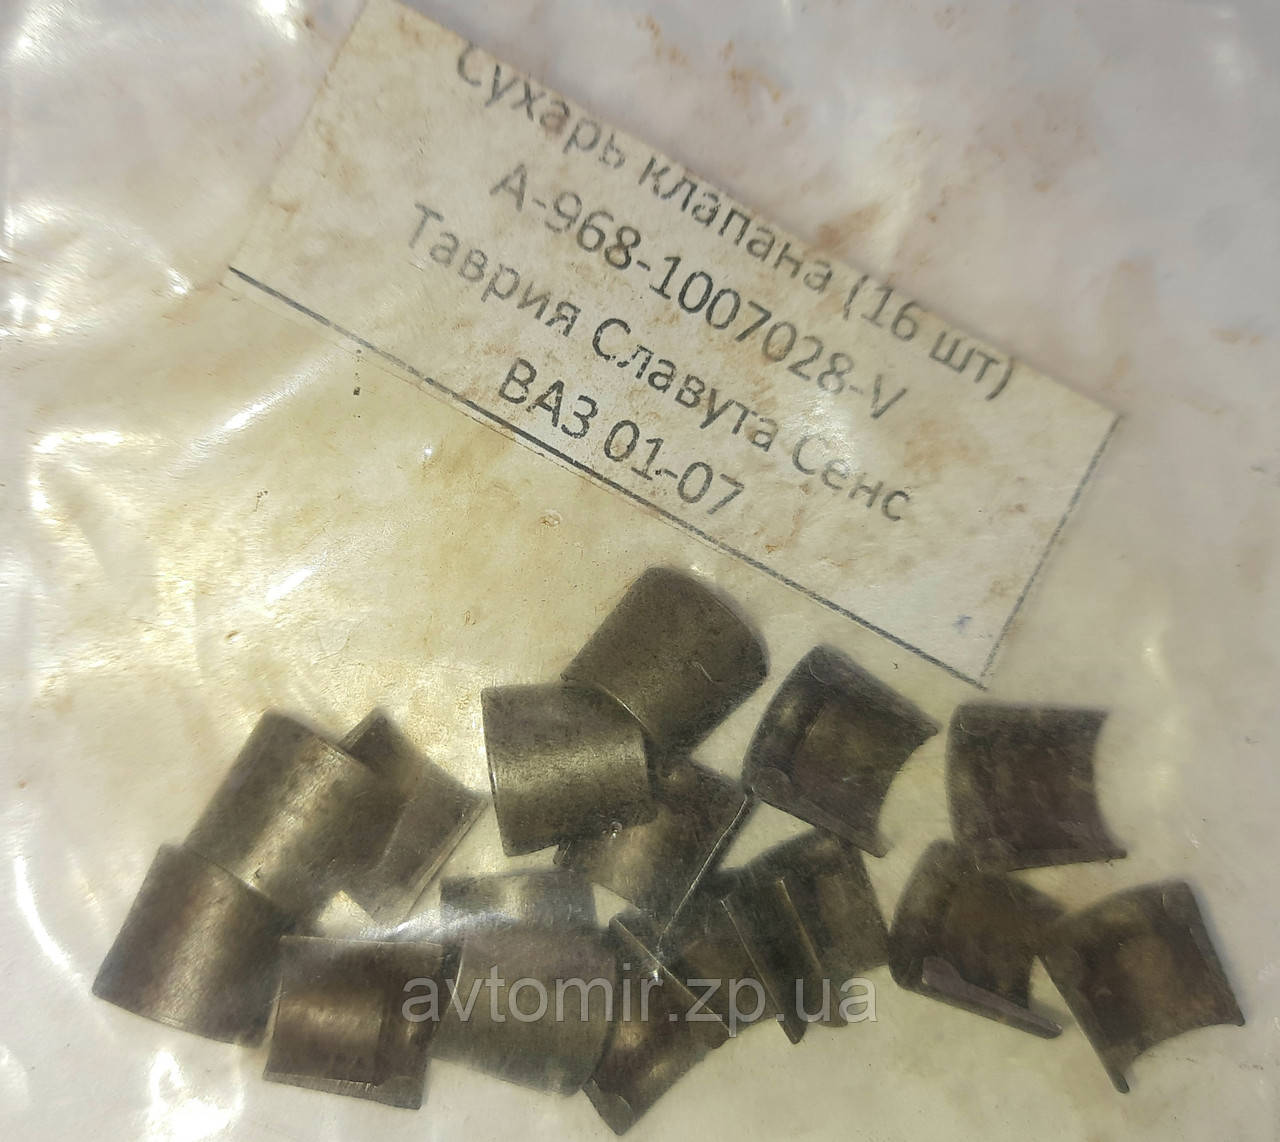 Сухарь клапана (16 шт)
А-968-1007028-V
Таврия Славута Сенс
ВАЗ 01-07
avtomir.zp.ua